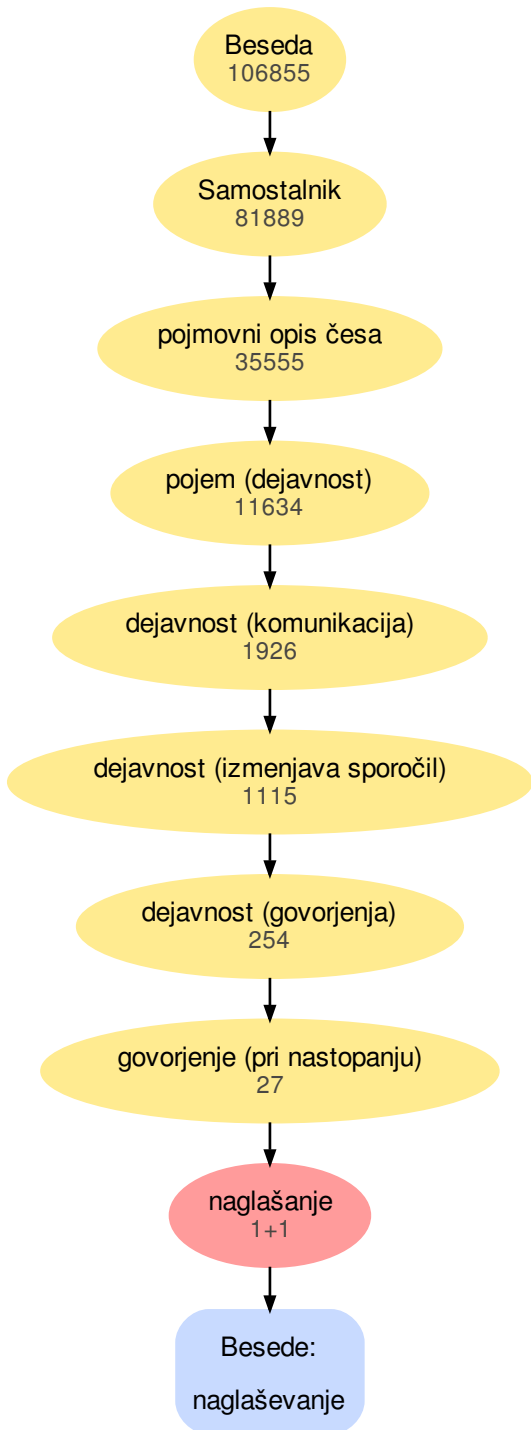 Beseda
106855
Samostalnik
81889
pojmovni opis česa
35555
pojem (dejavnost)
11634
dejavnost (komunikacija)
1926
dejavnost (izmenjava sporočil)
1115
dejavnost (govorjenja)
254
govorjenje (pri nastopanju)
27
naglašanje
1+1
Besede:
naglaševanje